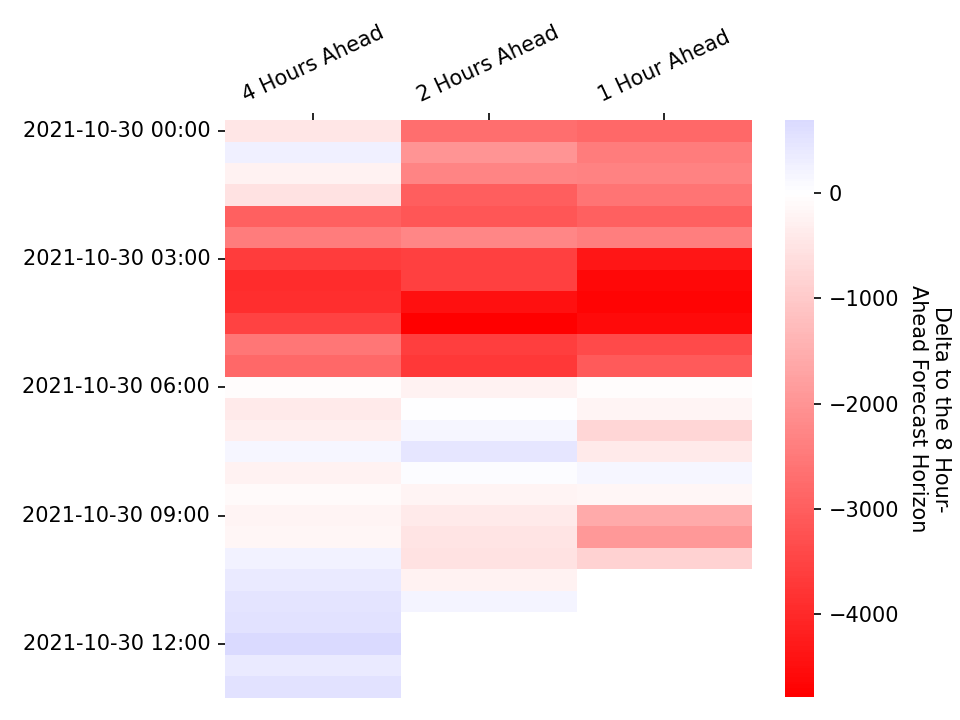 4 Hours Ahead
2 Hours Ahead
1 Hour Ahead
2021-10-30 00:00
2021-10-30 03:00
2021-10-30 06:00
2021-10-30 09:00
2021-10-30 12:00
0
−1000
−2000
−3000
−4000
Delta to the 8 Hour-
Ahead Forecast Horizon